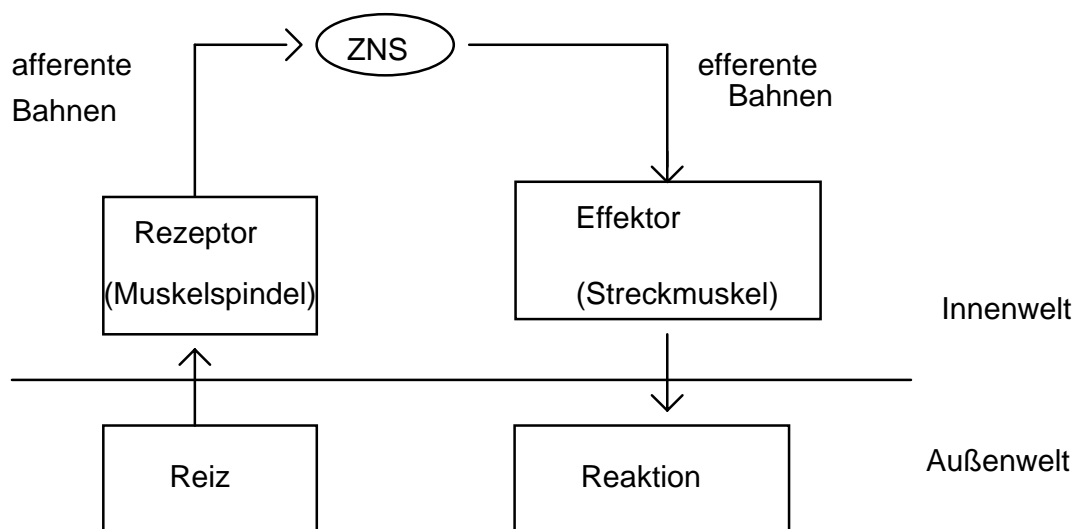 ZNS
afferente
Bahnen
efferente
Bahnen
Rezeptor
(Muskelspindel)
Effektor
(Streckmuskel)
Innenwelt
Reiz
Reaktion
Außenwelt